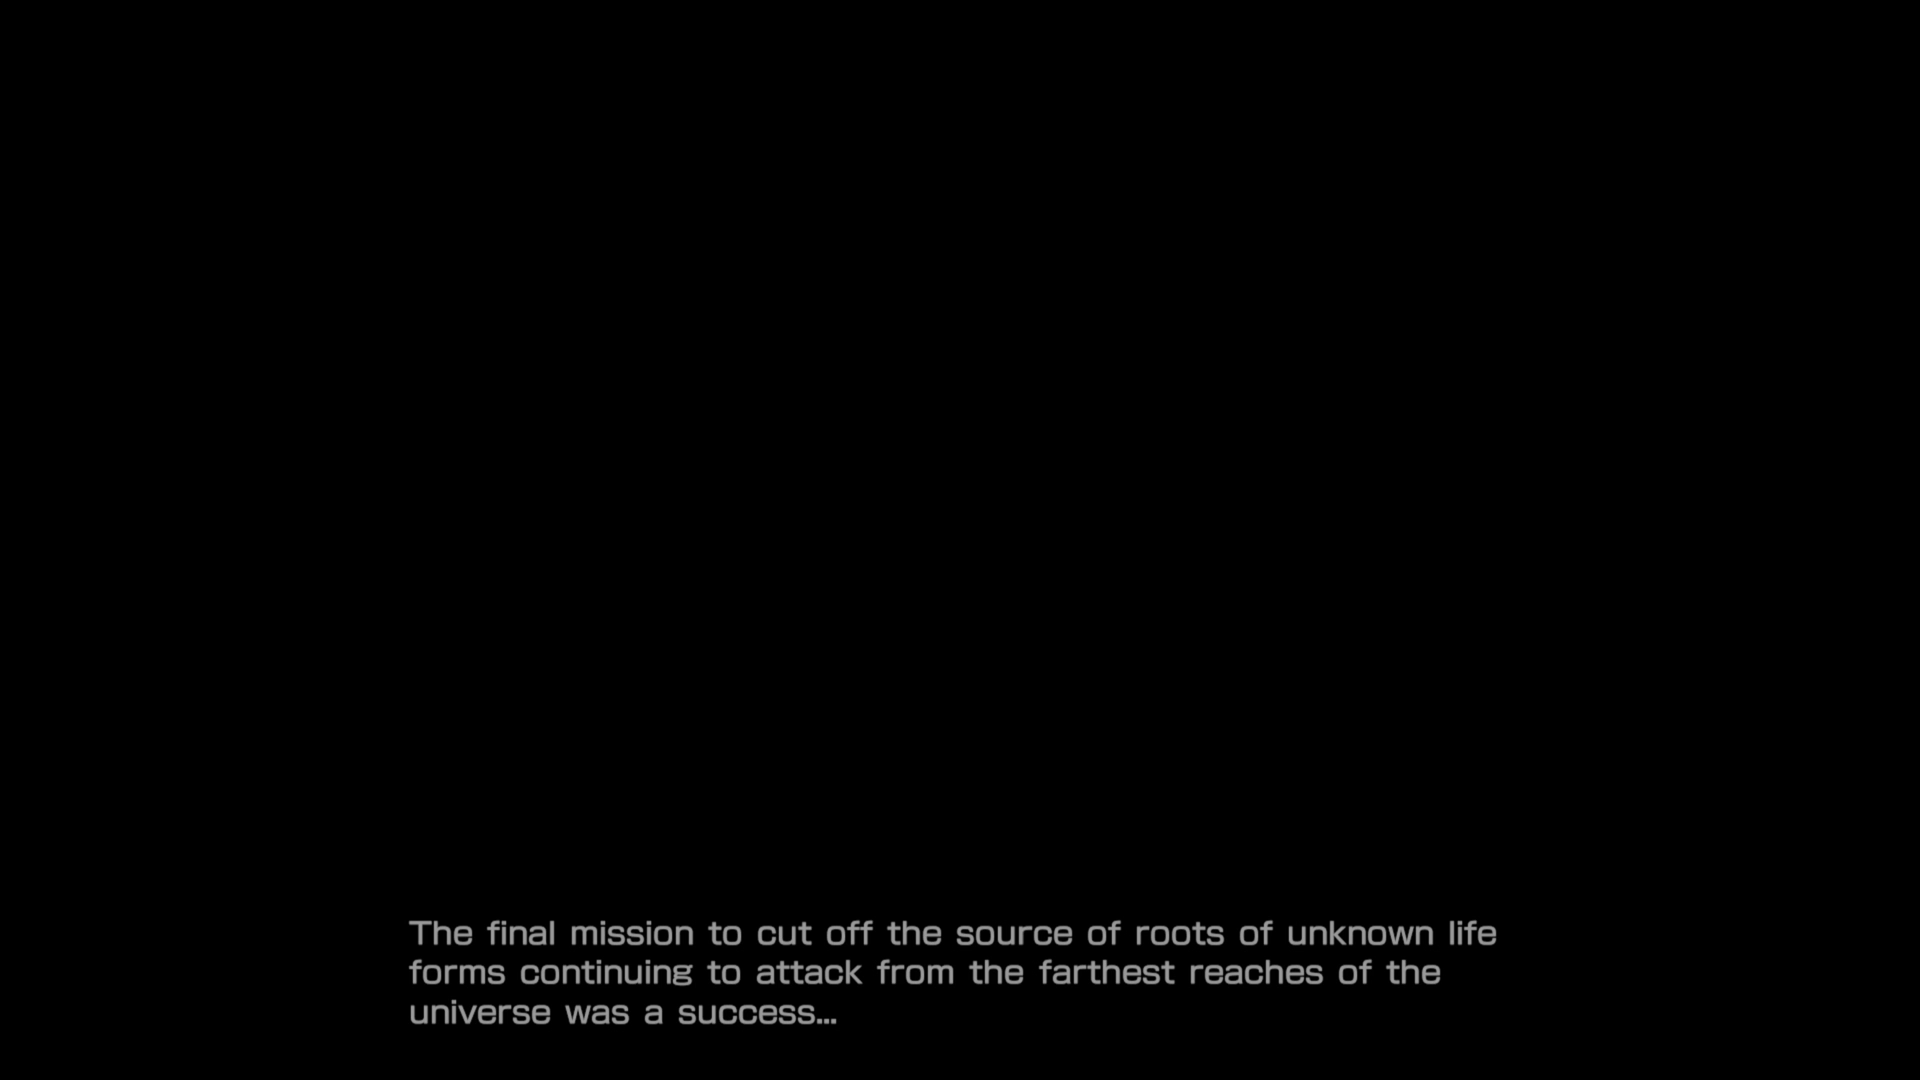 The final mission to cut off the source of roots of unknown life
forms continuing to attack from the farthest reaches of the
universe was a success...